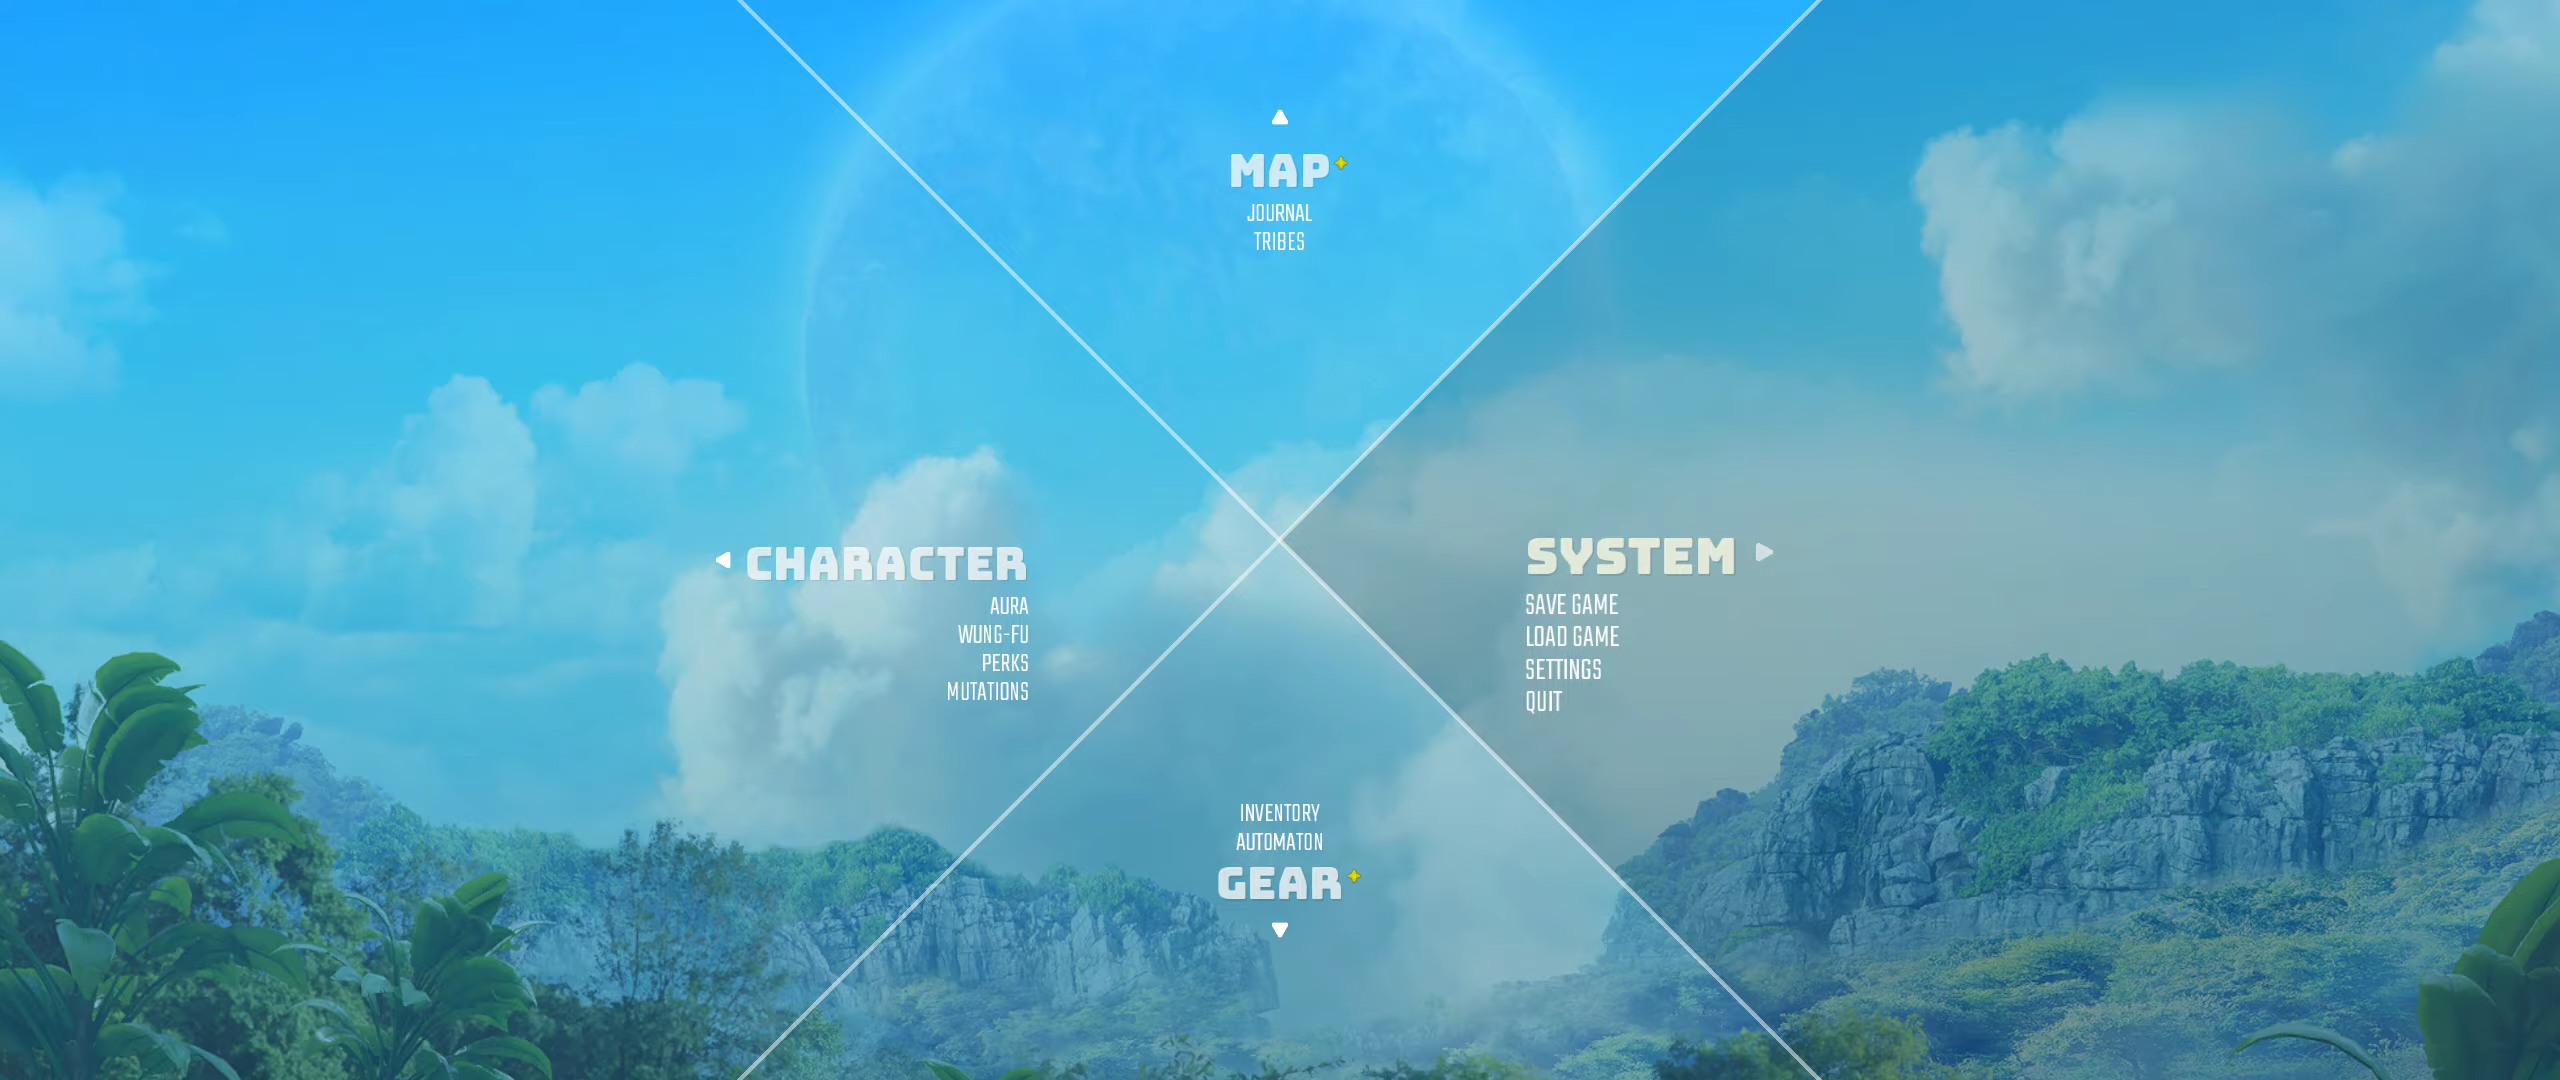 MAP
JOURNAL
TRIBES
CHARACTER
AURA
WUNG-FU
PERKS
MUTATIONS
SYSTEM
SAVE GAME
LOAD GAME
SETTINGS
QUIT
INVENTORY
AUTOMATON
GEAR